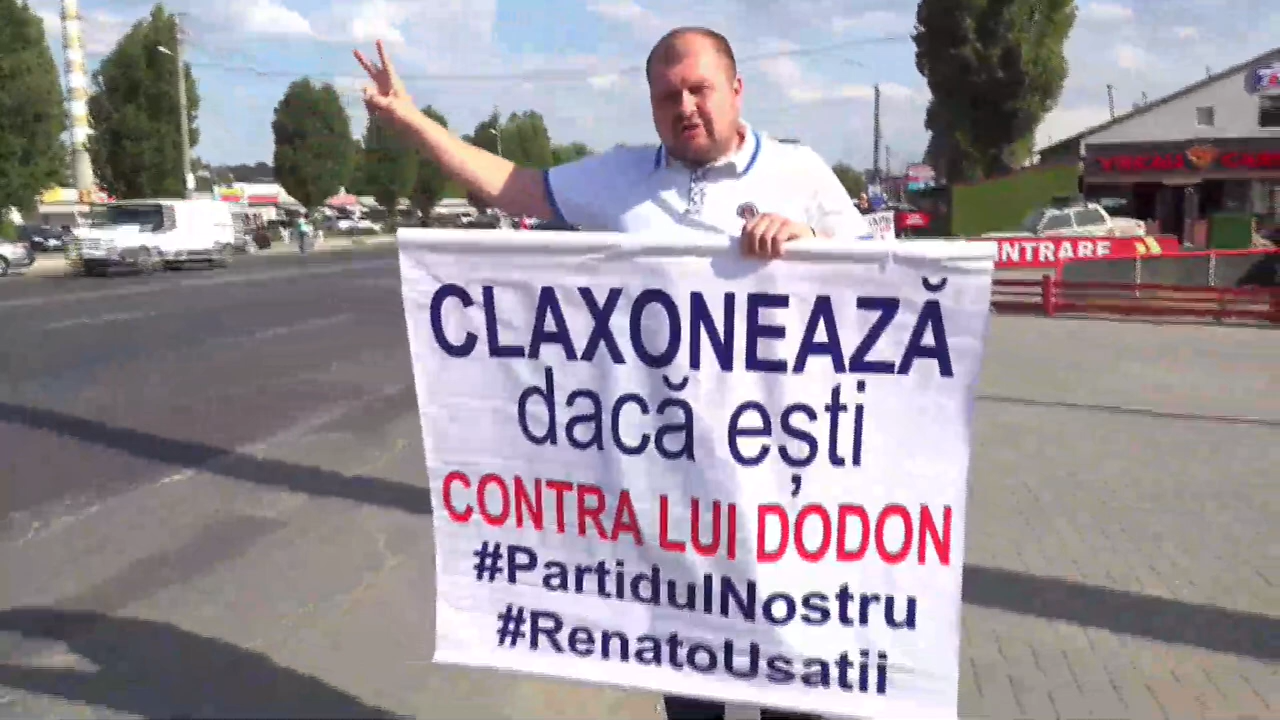 CLAXONEAZĂ
dacă ești
CONTRA LUI DODON
#PartidulNostru
#RenatoUsatii
INTRARE